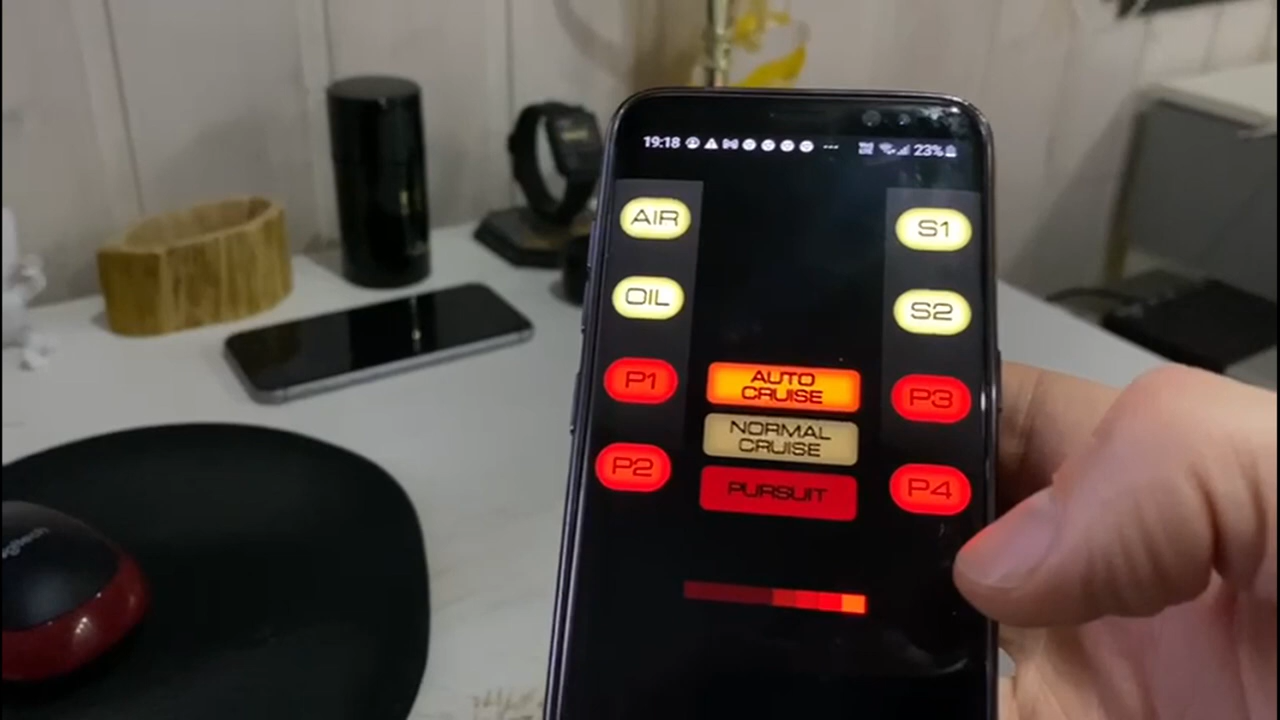 19:18 23%
AIR
S1
OIL
S2
P1
AUTO
CRUISE
P3
NORMAL
CRUISE
P2
PURSUIT
P4